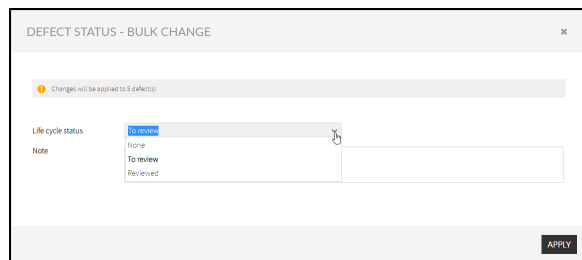 DEFECT STATUS - BULK CHANGE
Changes will be applied to 5 defect(s)
Life cycle status
To review
None
Note
To review
Reviewed
APPLY